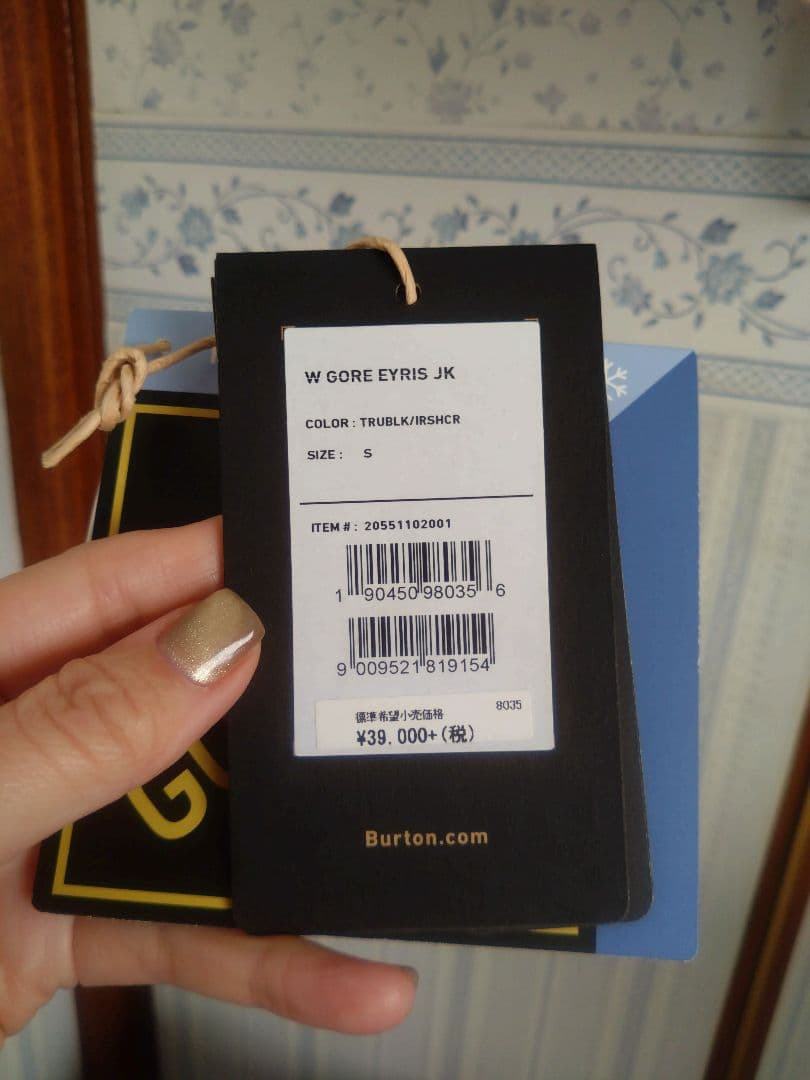 W GORE EYRIS JK
COLOR : TRUBLK/IRSHCR
SIZE : S
ITEM # : 20551102001
1 90450 98035 6
9 009521 819154
8035
標準希望小売価格
¥39.000+(税)
Burton.com